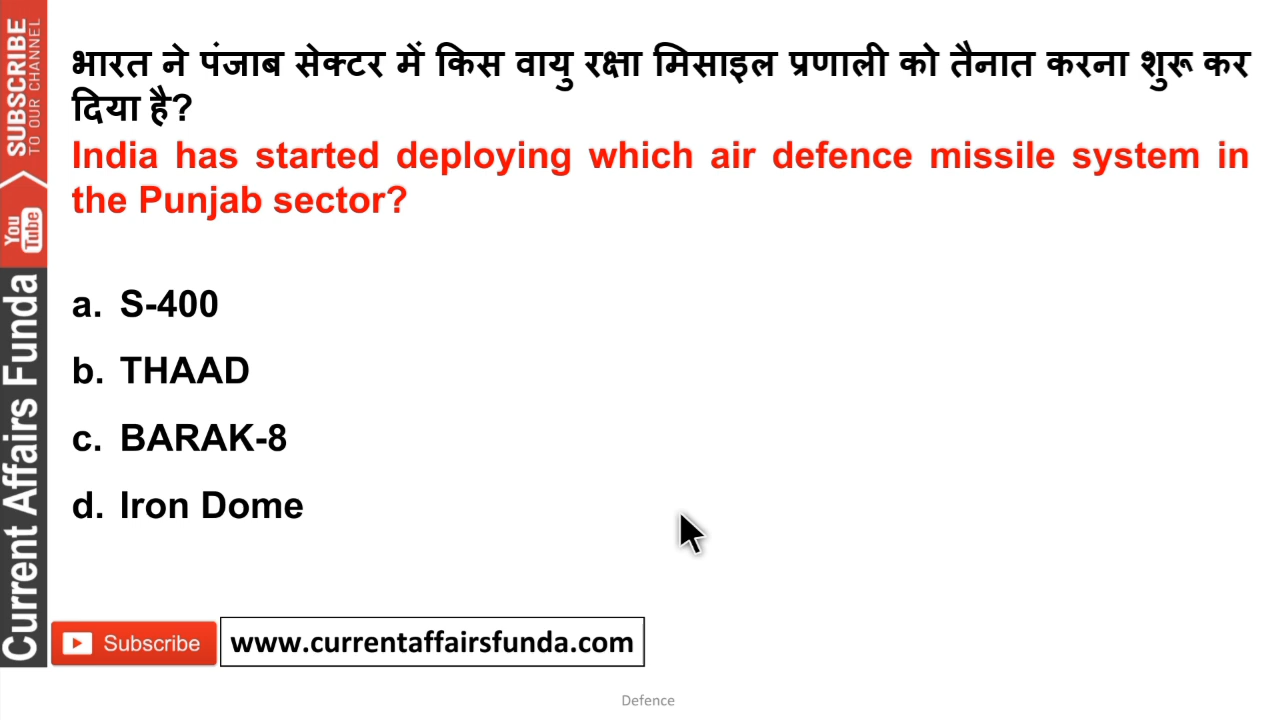 भारत ने पंजाब सेक्टर में किस वायु रक्षा मिसाइल प्रणाली को तैनात करना शुरू कर
दिया है?
India has started deploying which air defence missile system in
the Punjab sector?
a. S-400
b. THAAD
c. BARAK-8
d. Iron Dome
SUBSCRIBE
TO OUR CHANNEL
You
Tube
Current Affairs Funda
Subscribe
www.currentaffairsfunda.com
Defence